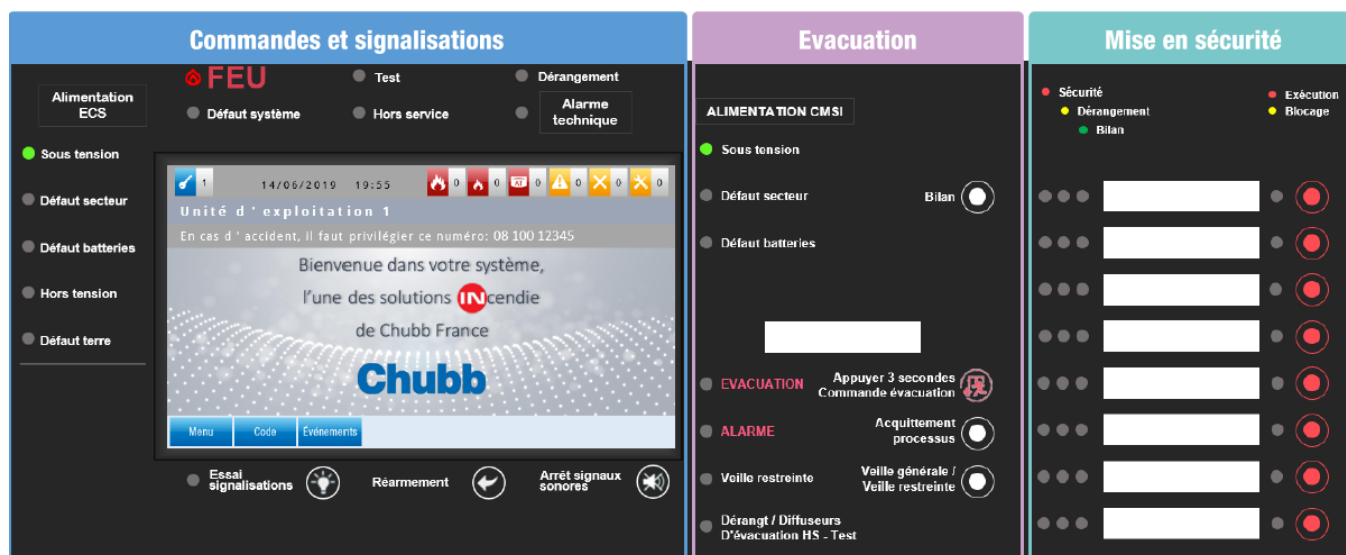 Commandes et signalisations
Alimentation
ECS
Sous tension
Défaut secteur
Défaut batteries
Hors tension
Défaut terre
FEU
Test
Dérangement
Défaut système
Hors service
Alarme
technique
1
14/06/2019 19:55
0
0
AT 0
0
0
0
Unité d'exploitation 1
En cas d'accident, il faut privilégier ce numéro: 08 100 12345
Bienvenue dans votre système,
l'une des solutions INcendie
de Chubb France
Chubb
Menu
Code
Événements
Essai
signalisations
Réarmement
Arrêt signaux
sonores
Evacuation
ALIMENTATION CMSI
Sous tension
Défaut secteur
Bilan
Défaut batteries
EVACUATION
Appuyer 3 secondes
Commande évacuation
ALARME
Acquittement
processus
Veille restreinte
Veille générale /
Veille restreinte
Dérangt / Diffuseurs
D'évacuation HS - Test
Mise en sécurité
Sécurité
Dérangement
Bilan
Exécution
Blocage